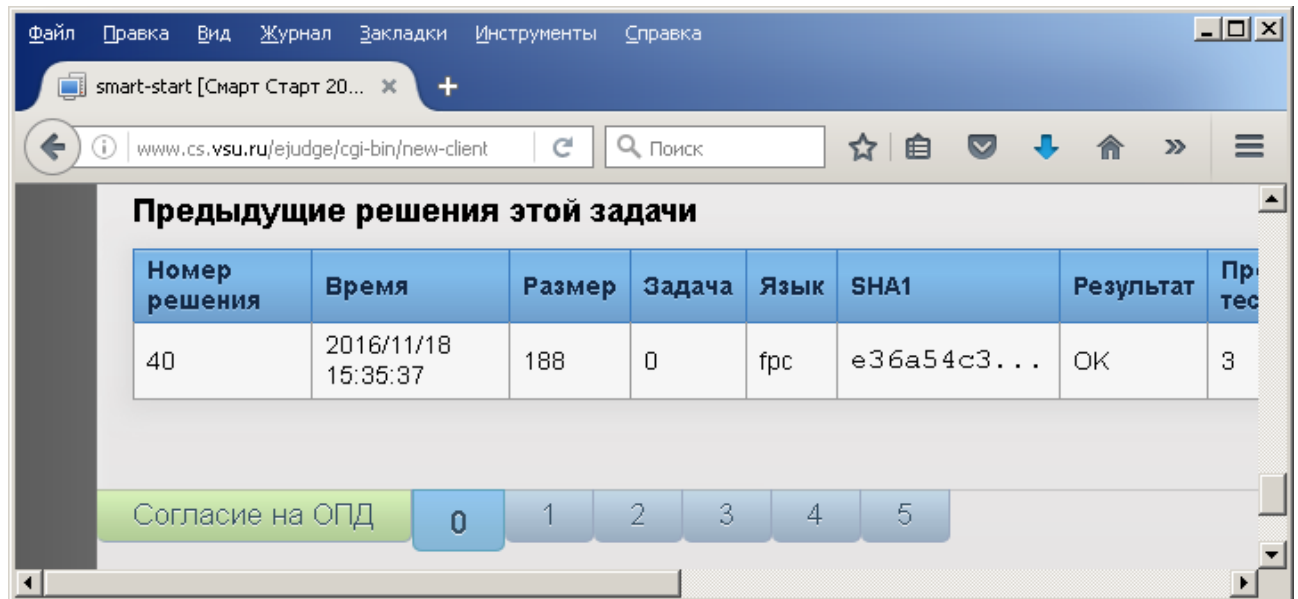 Файл Правка Вид Журнал Закладки Инструменты Справка
smart-start [Смарт Старт 20...
www.cs.vsu.ru/ejudge/cgi-bin/new-client Поиск
Предыдущие решения этой задачи
Номер решения Время Размер Задача Язык SHA1 Результат
40 2016/11/18 15:35:37 188 0 fpc e36a54c3... OK 3
Согласие на ОПД 0 1 2 3 4 5